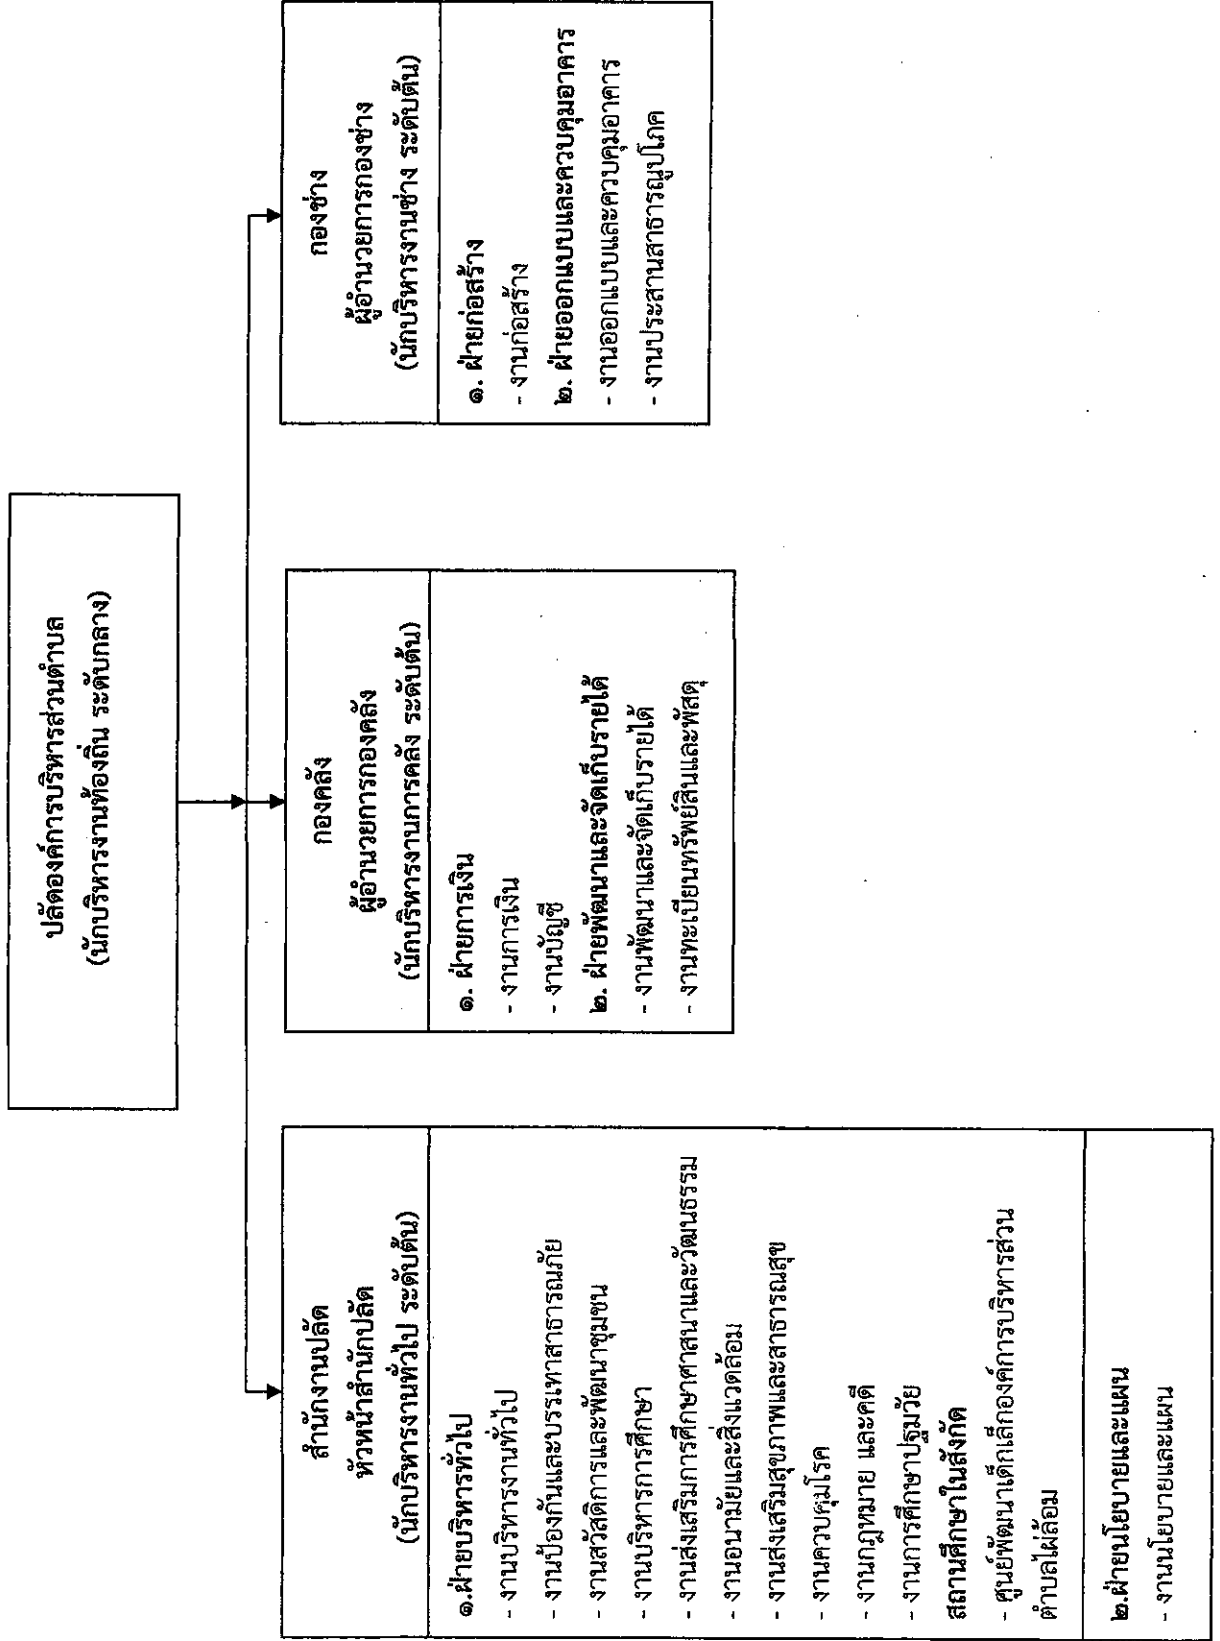 ปลัดองค์การบริหารส่วนตำบล
(นักบริหารงานท้องถิ่น ระดับกลาง)
สำนักงานปลัด
หัวหน้าสำนักปลัด
(นักบริหารงานทั่วไป ระดับต้น)
๑.ฝ่ายบริหารทั่วไป
- งานบริหารงานทั่วไป
- งานป้องกันและบรรเทาสาธารณภัย
- งานสวัสดิการและพัฒนาชุมชน
- งานบริหารการศึกษา
- งานส่งเสริมการศึกษาศาสนาและวัฒนธรรม
- งานอนามัยและสิ่งแวดล้อม
- งานส่งเสริมสุขภาพและสาธารณสุข
- งานควบคุมโรค
- งานกฎหมาย และคดี
- งานการศึกษาปฐมวัย
สถานศึกษาในสังกัด
- ศูนย์พัฒนาเด็กเล็กองค์การบริหารส่วน
ตำบลไผ่ล้อม
๒.ฝ่ายนโยบายและแผน
- งานนโยบายและแผน
กองคลัง
ผู้อำนวยการกองคลัง
(นักบริหารงานการคลัง ระดับต้น)
๑. ฝ่ายการเงิน
- งานการเงิน
- งานบัญชี
๒. ฝ่ายพัฒนาและจัดเก็บรายได้
- งานพัฒนาและจัดเก็บรายได้
- งานทะเบียนทรัพย์สินและพัสดุ
กองช่าง
ผู้อำนวยการกองช่าง
(นักบริหารงานช่าง ระดับต้น)
๑. ฝ่ายก่อสร้าง
- งานก่อสร้าง
๒. ฝ่ายออกแบบและควบคุมอาคาร
- งานออกแบบและควบคุมอาคาร
- งานประสานสาธารณูปโภค